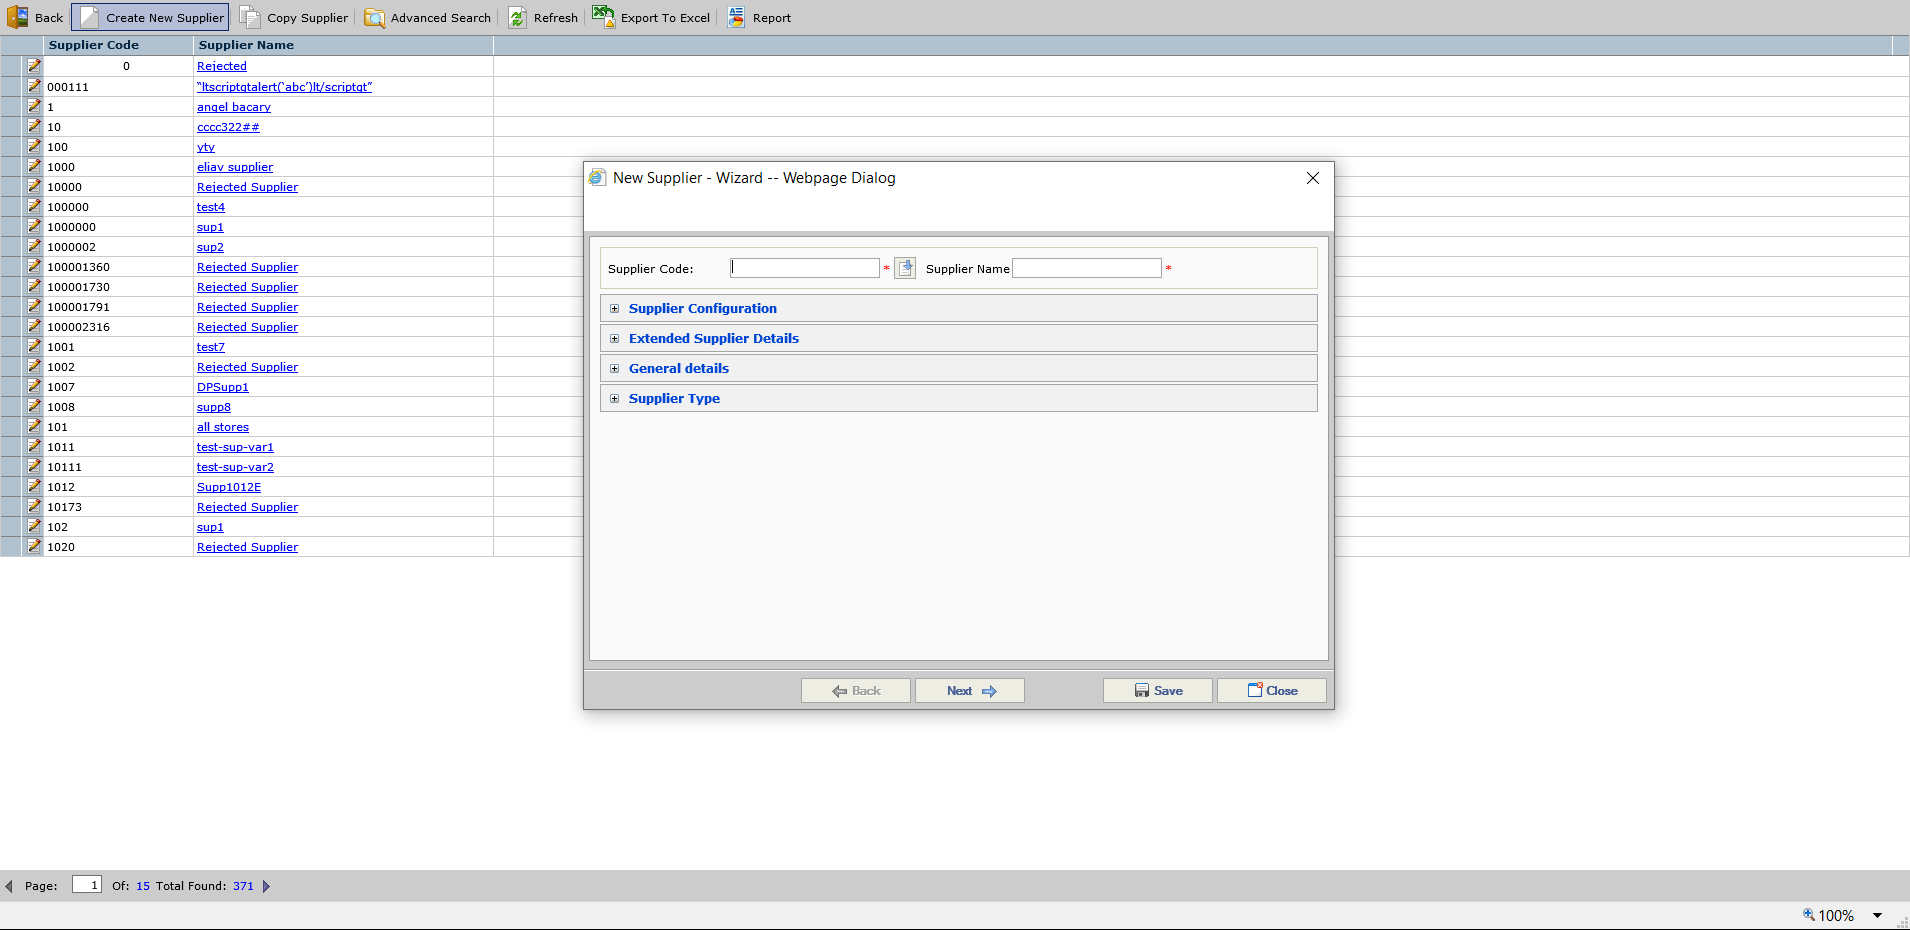 Back Create New Supplier Copy Supplier Advanced Search Refresh Export To Excel Report
Supplier Code Supplier Name
0 Rejected
000111 “ltscriptgtalert(‘abc’)lt/scriptgt”
1 angel bacary
10 cccc322##
100 yty
1000 eliav supplier
10000 Rejected Supplier
100000 test4
1000000 sup1
1000002 sup2
100001360 Rejected Supplier
100001730 Rejected Supplier
100001791 Rejected Supplier
100002316 Rejected Supplier
1001 test7
1002 Rejected Supplier
1007 DPSupp1
1008 supp8
101 all stores
1011 test-sup-var1
10111 test-sup-var2
1012 Supp1012E
10173 Rejected Supplier
102 sup1
1020 Rejected Supplier
New Supplier - Wizard -- Webpage Dialog
Supplier Code: * Supplier Name *
Supplier Configuration
Extended Supplier Details
General details
Supplier Type
Back Next Save Close
Page: 1 Of: 15 Total Found: 371
100%